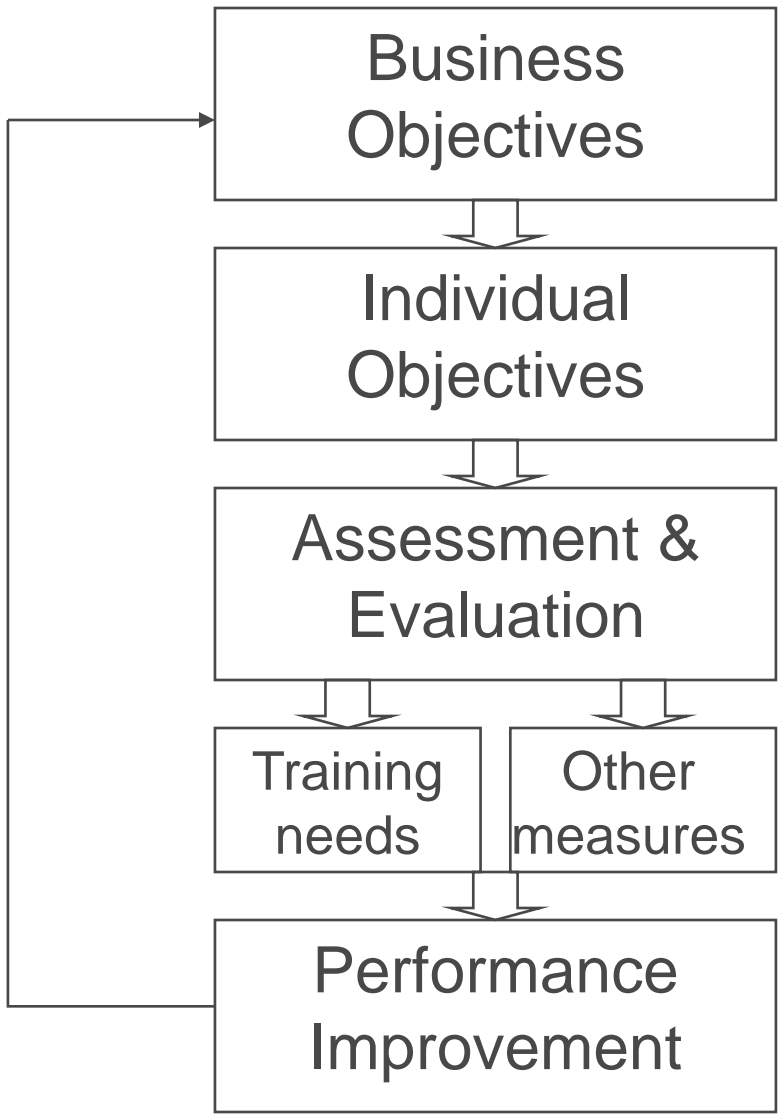 Business
Objectives
Individual
Objectives
Assessment &
Evaluation
Training
needs
Other
measures
Performance
Improvement